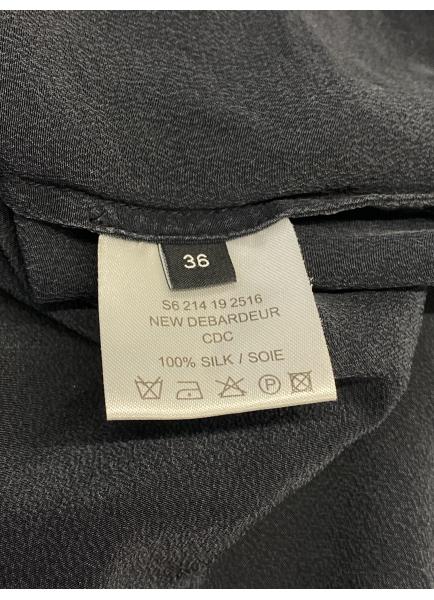 36
S6 214 19 2516
NEW DEBARDEUR
CDC
100% SILK / SOIE
P